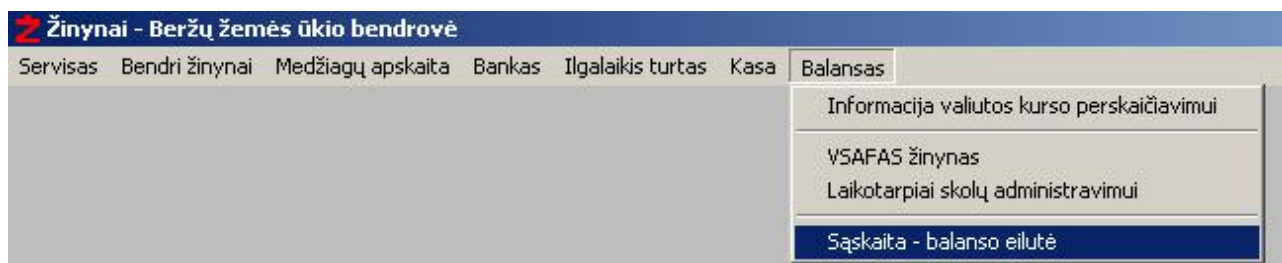 Ž Žinynai - Beržų žemės ūkio bendrovė
Servisas Bendri žinynai Medžiagų apskaita Bankas Ilgalaikis turtas Kasa Balansas
Informacija valiutos kurso perskaičiavimui
VSAFAS žinynas
Laikotarpiai skolų administravimui
Sąskaita - balanso eilutė